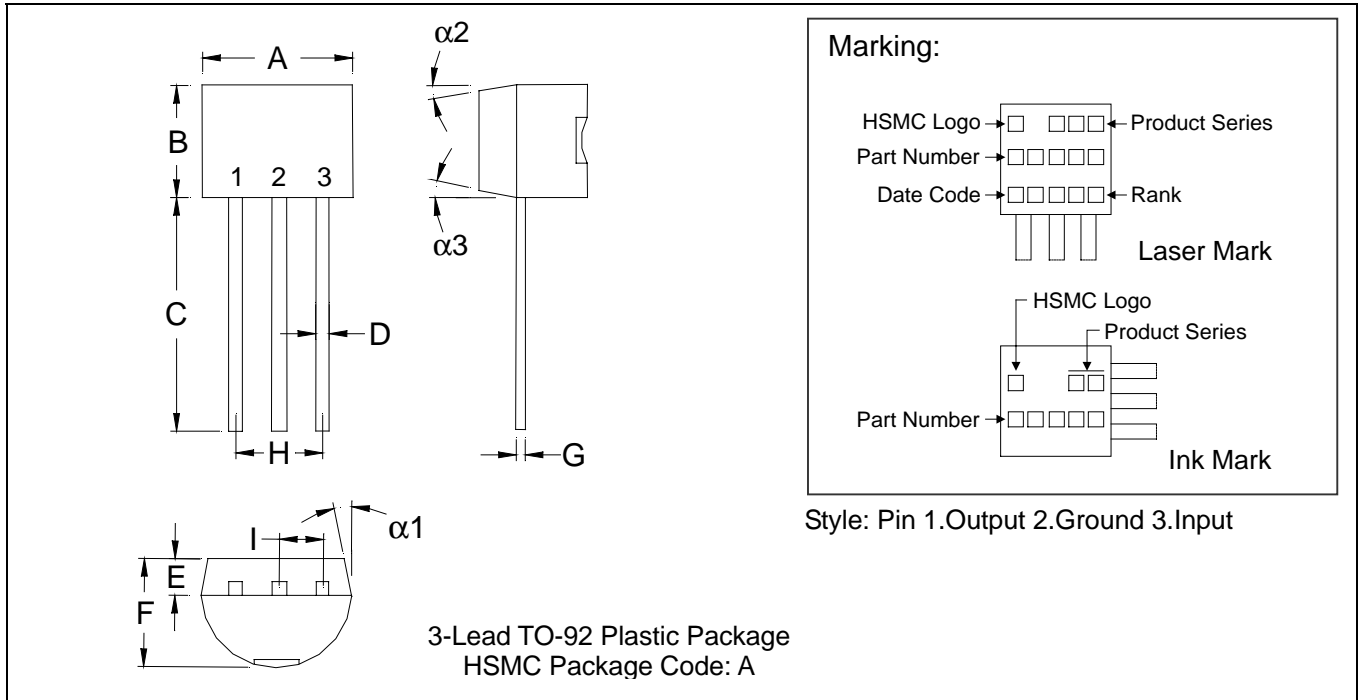 α2
A
B
1 2 3
α3
C
D
H
G
α1
I
E
F
3-Lead TO-92 Plastic Package
HSMC Package Code: A
Marking:
HSMC Logo
Product Series
Part Number
Date Code
Rank
Laser Mark
HSMC Logo
Product Series
Part Number
Ink Mark
Style: Pin 1.Output 2.Ground 3.Input